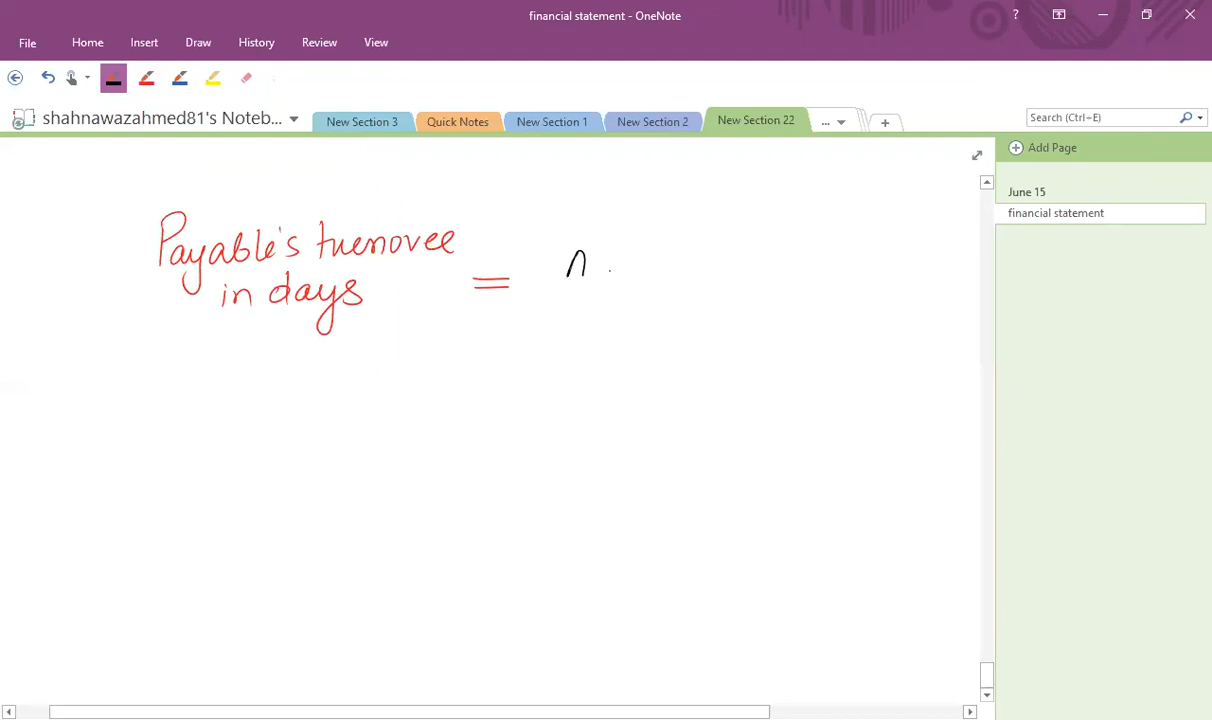 financial statement - OneNote
?
File
Home
Insert
Draw
History
Review
View
shahnawazahmed81's Noteb...
New Section 3
Quick Notes
New Section 1
New Section 2
New Section 22
...
Search (Ctrl+E)
Add Page
June 15
financial statement
Payable's turnover
in days
=
n